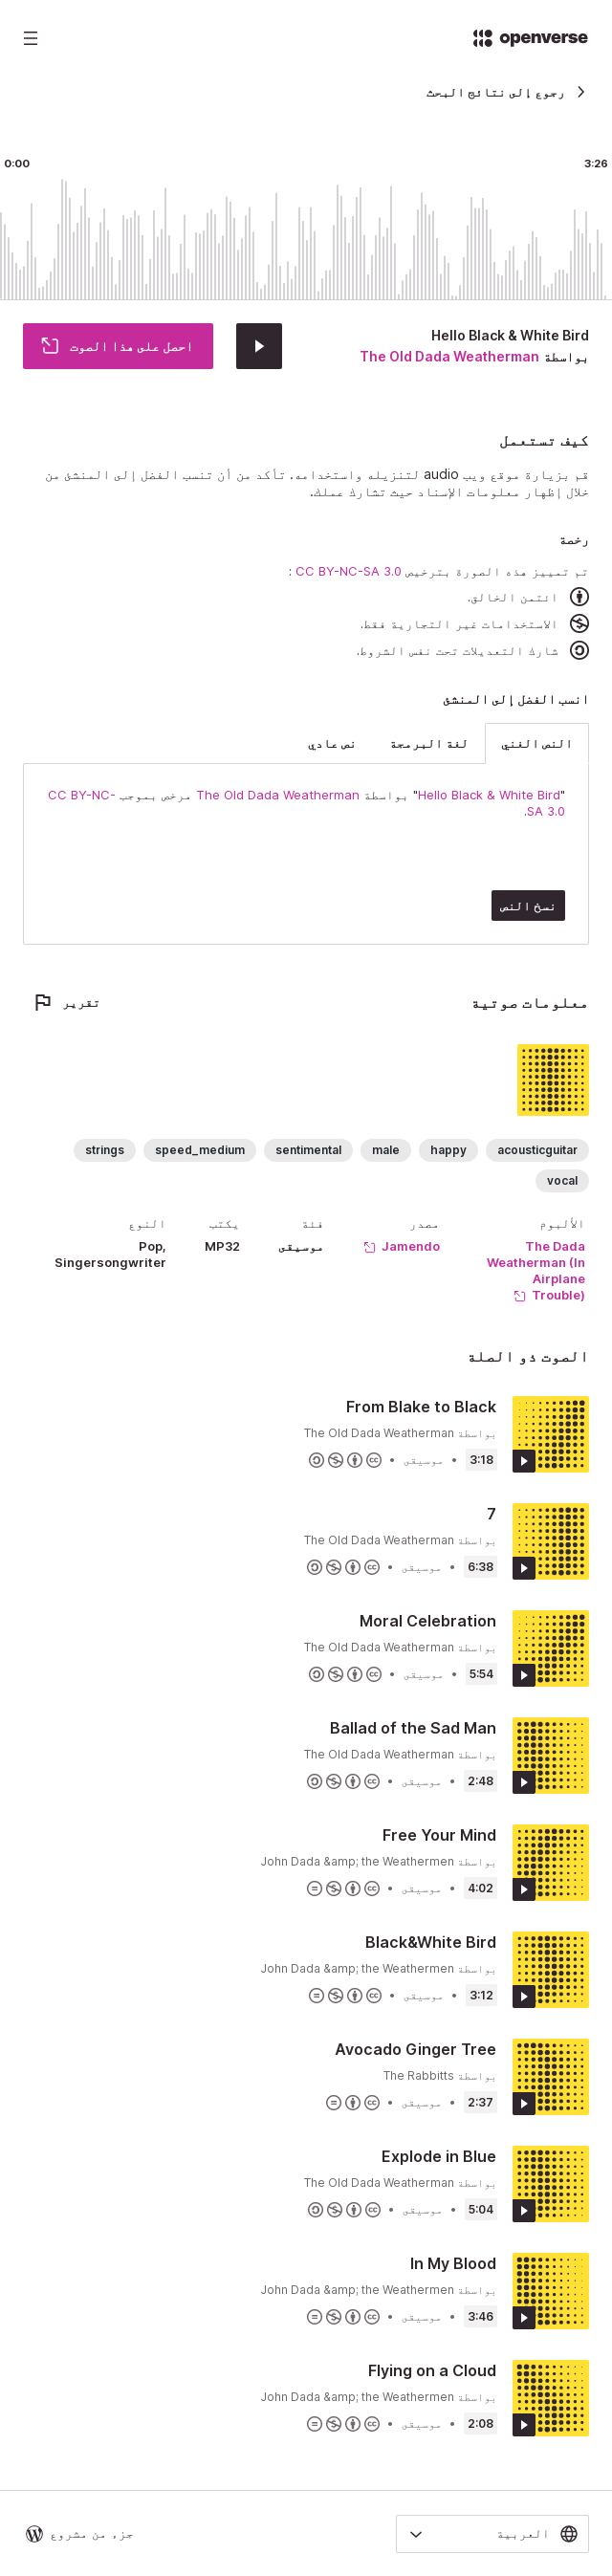 openverse
رجوع إلى نتائج البحث
0:00
3:26
Hello Black & White Bird
بواسطة The Old Dada Weatherman
احصل على هذا الصوت
كيف تستعمل
قم بزيارة موقع ويب audio لتنزيله واستخدامه. تأكد من أن تنسب الفضل إلى المنشئ من
خلال إظهار معلومات الإسناد حيث تشارك عملك.
رخصة
تم تمييز هذه الصورة بترخيص CC BY-NC-SA 3.0 :
ائتمن الخالق.
الاستخدامات غير التجارية فقط.
شارك التعديلات تحت نفس الشروط.
انسب الفضل إلى المنشئ
النص الغني
لغة البرمجة
نص عادي
"Hello Black & White Bird" بواسطة The Old Dada Weatherman مرخص بموجب CC BY-NC-
SA 3.0.
نسخ النص
معلومات صوتية
تقرير
acousticguitar
happy
male
sentimental
speed_medium
strings
vocal
الألبوم
The Dada
Weatherman (In
Airplane
Trouble)
مصدر
Jamendo
فئة
موسيقى
يكتب
MP32
النوع
Pop,
Singersongwriter
الصوت ذو الصلة
From Blake to Black
بواسطة The Old Dada Weatherman
3:18 • موسيقى •
7
بواسطة The Old Dada Weatherman
6:38 • موسيقى •
Moral Celebration
بواسطة The Old Dada Weatherman
5:54 • موسيقى •
Ballad of the Sad Man
بواسطة The Old Dada Weatherman
2:48 • موسيقى •
Free Your Mind
بواسطة John Dada &amp; the Weathermen
4:02 • موسيقى •
Black&White Bird
بواسطة John Dada &amp; the Weathermen
3:12 • موسيقى •
Avocado Ginger Tree
بواسطة The Rabbitts
2:37 • موسيقى •
Explode in Blue
بواسطة The Old Dada Weatherman
5:04 • موسيقى •
In My Blood
بواسطة John Dada &amp; the Weathermen
3:46 • موسيقى •
Flying on a Cloud
بواسطة John Dada &amp; the Weathermen
2:08 • موسيقى •
العربية
جزء من مشروع